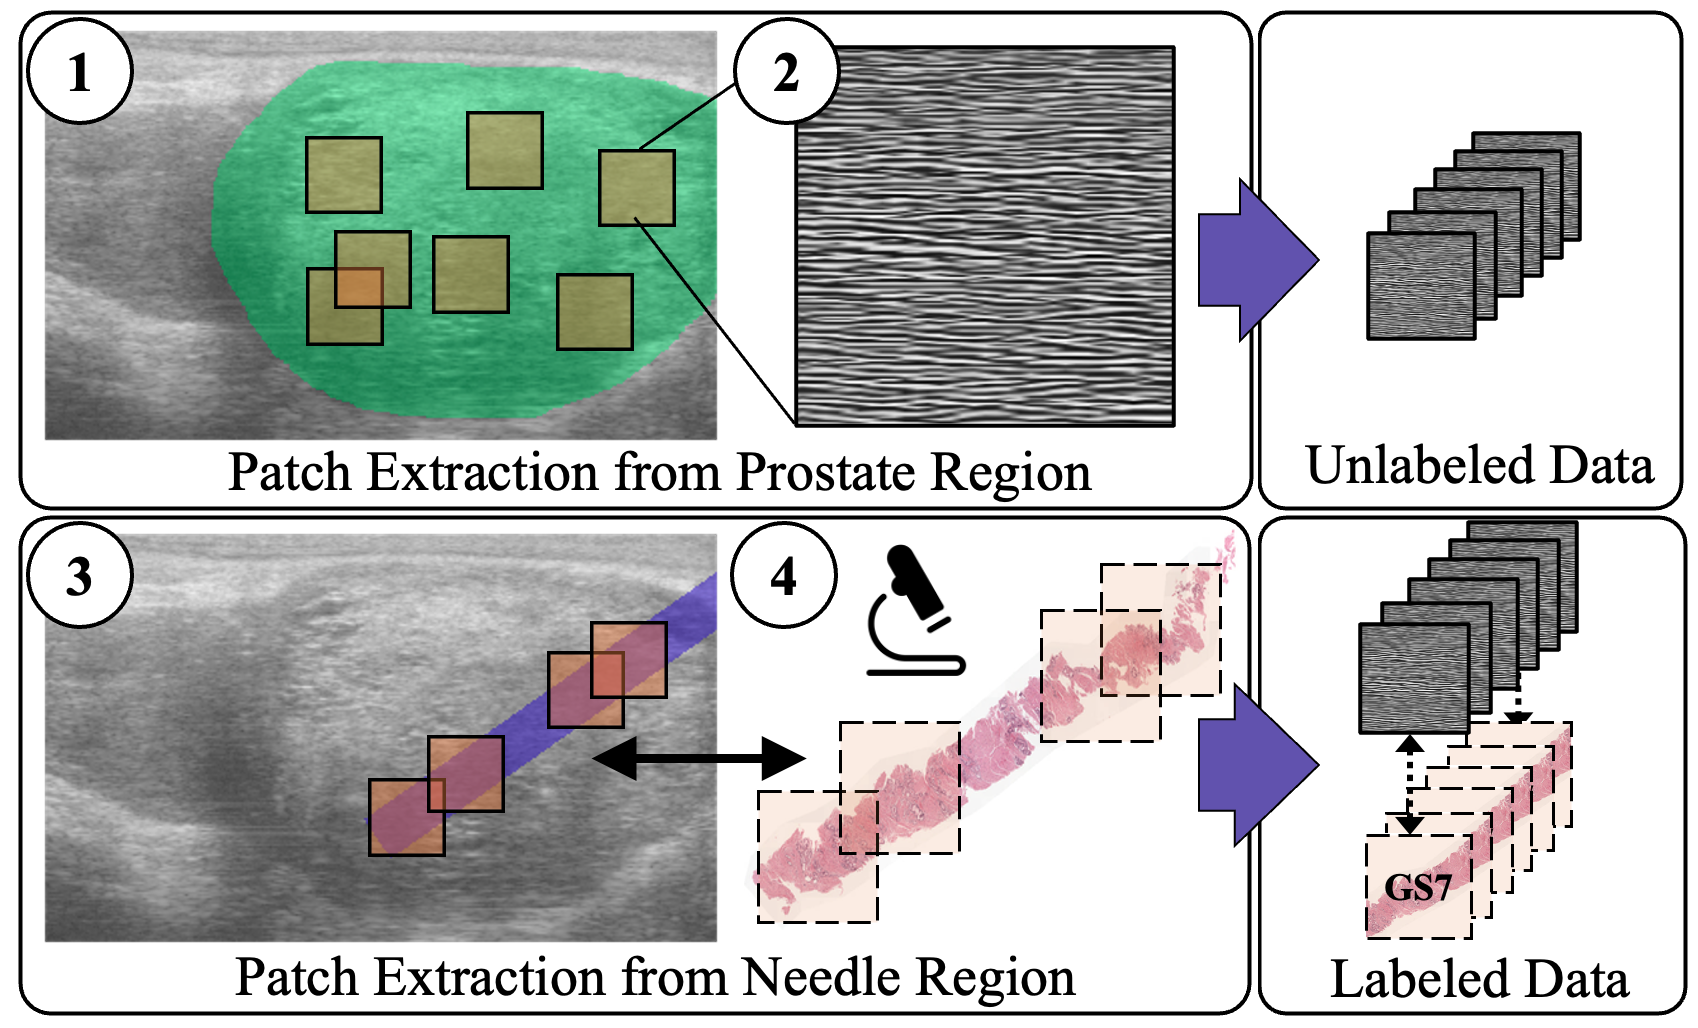 1
2
Patch Extraction from Prostate Region
Unlabeled Data
3
4
GS7
Patch Extraction from Needle Region
Labeled Data